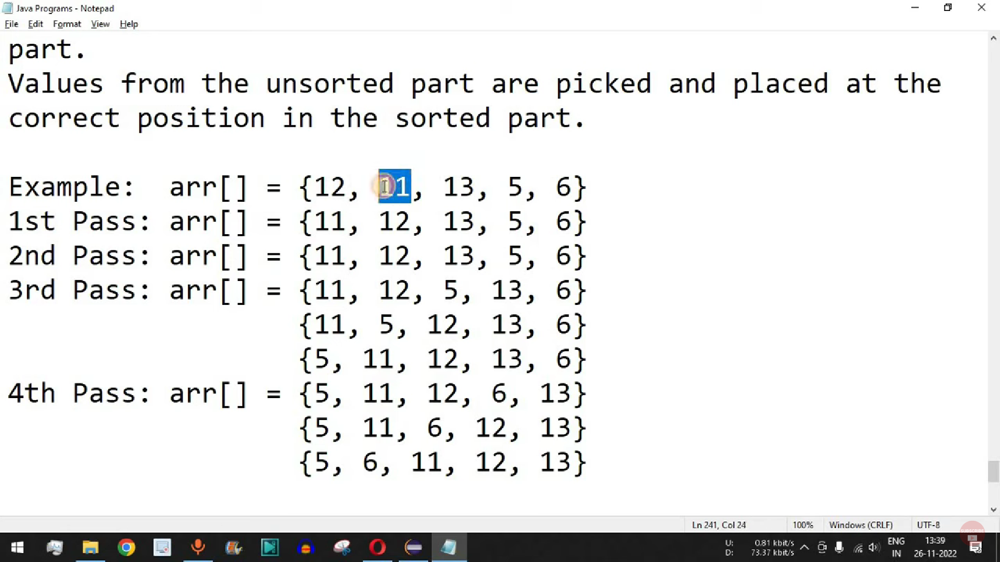 Java Programs - Notepad
File Edit Format View Help
part.
Values from the unsorted part are picked and placed at the
correct position in the sorted part.
Example: arr[] = {12, 11, 13, 5, 6}
1st Pass: arr[] = {11, 12, 13, 5, 6}
2nd Pass: arr[] = {11, 12, 13, 5, 6}
3rd Pass: arr[] = {11, 12, 5, 13, 6}
{11, 5, 12, 13, 6}
{5, 11, 12, 13, 6}
4th Pass: arr[] = {5, 11, 12, 6, 13}
{5, 11, 6, 12, 13}
{5, 6, 11, 12, 13}
Ln 241, Col 24 100% Windows (CRLF) UTF-8
SUBSCRIBE
U: 0.81 kbit/s ENG 13:39
D: 73.37 kbit/s IN 26-11-2022